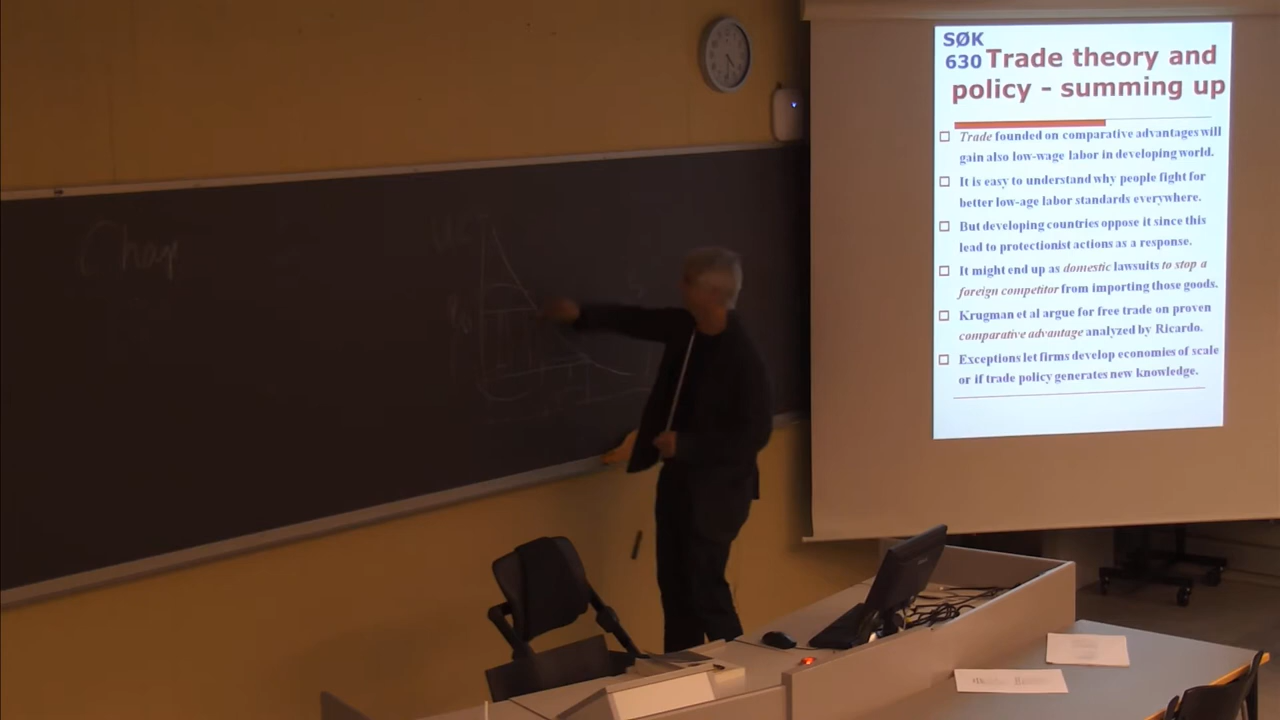 Chap
SØK
630 Trade theory and
policy - summing up
Trade founded on comparative advantages will
gain also low-wage labor in developing world.
It is easy to understand why people fight for
better low-age labor standards everywhere.
But developing countries oppose it since this
lead to protectionist actions as a response.
It might end up as domestic lawsuits to stop a
foreign competitor from importing those goods.
Krugman et al argue for free trade on proven
comparative advantage analyzed by Ricardo.
Exceptions let firms develop economies of scale
or if trade policy generates new knowledge.